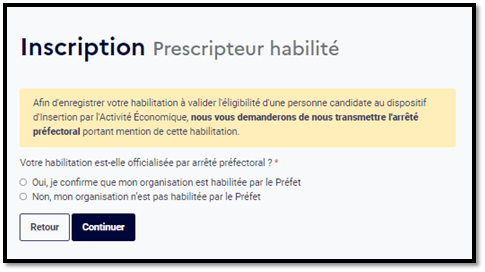 Inscription Prescripteur habilité
Afin d'enregistrer votre habilitation à valider l'éligibilité d'une personne candidate au dispositif
d'Insertion par l'Activité Économique, nous vous demanderons de nous transmettre l'arrêté
préfectoral portant mention de cette habilitation.
Votre habilitation est-elle officialisée par arrêté préfectoral ? *
Oui, je confirme que mon organisation est habilitée par le Préfet
Non, mon organisation n'est pas habilitée par le Préfet
Retour Continuer